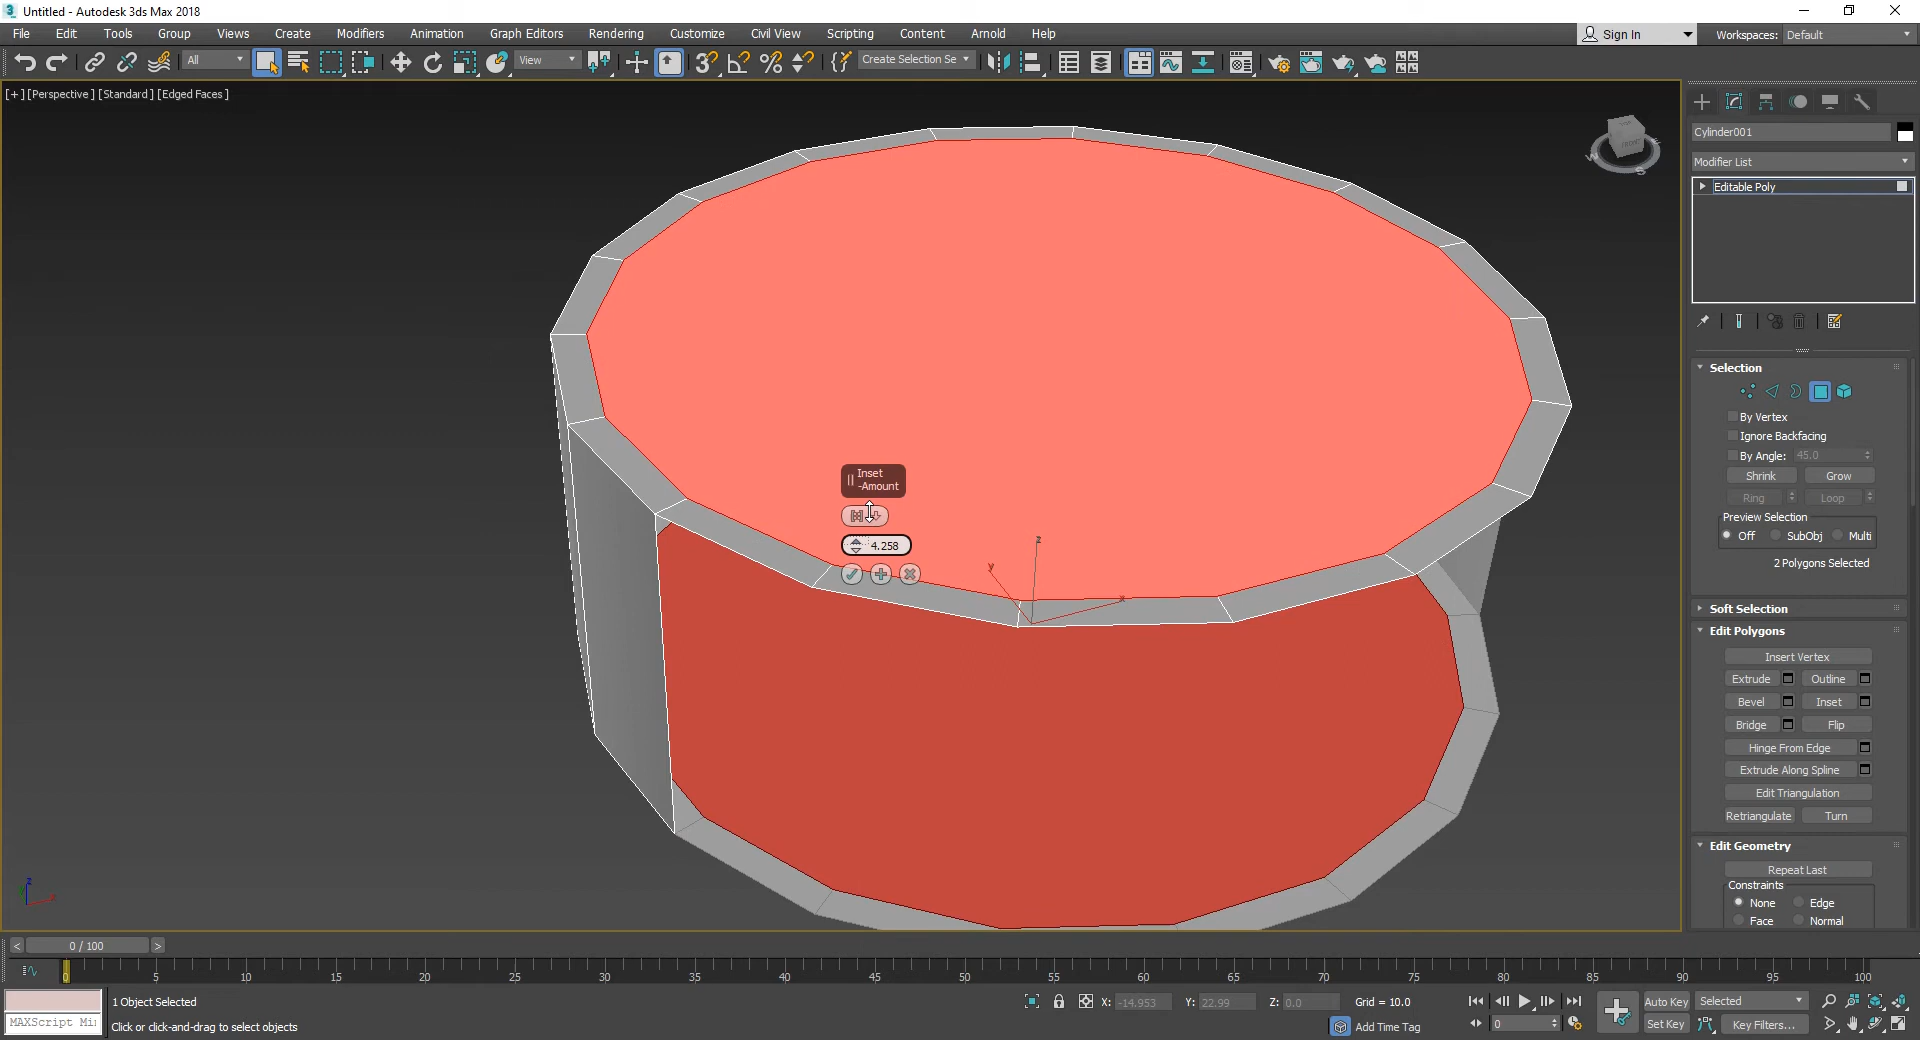 Untitled - Autodesk 3ds Max 2018
File Edit Tools Group Views Create Modifiers Animation Graph Editors Rendering Customize Civil View Scripting Content Arnold Help
Sign In
Workspaces: Default
All
View
Create Selection Se
[+] [Perspective] [Standard] [Edged Faces]
Cylinder001
Modifier List
Editable Poly
Selection
By Vertex
Ignore Backfacing
By Angle: 45.0
Shrink Grow
Ring Loop
Preview Selection
Off SubObj Multi
2 Polygons Selected
Soft Selection
Edit Polygons
Insert Vertex
Extrude Outline
Bevel Inset
Bridge Flip
Hinge From Edge
Extrude Along Spline
Edit Triangulation
Retriangulate Turn
Edit Geometry
Repeat Last
Constraints
None Edge
Face Normal
Inset
-Amount
4.258
z
y
x
0 / 100
0 5 10 15 20 25 30 35 40 45 50 55 60 65 70 75 80 85 90 95 100
1 Object Selected
X: -14.953 Y: 22.99 Z: 0.0 Grid = 10.0
Auto Key Selected
MAXScript Mi
Click or click-and-drag to select objects
Add Time Tag
0
Set Key Key Filters...